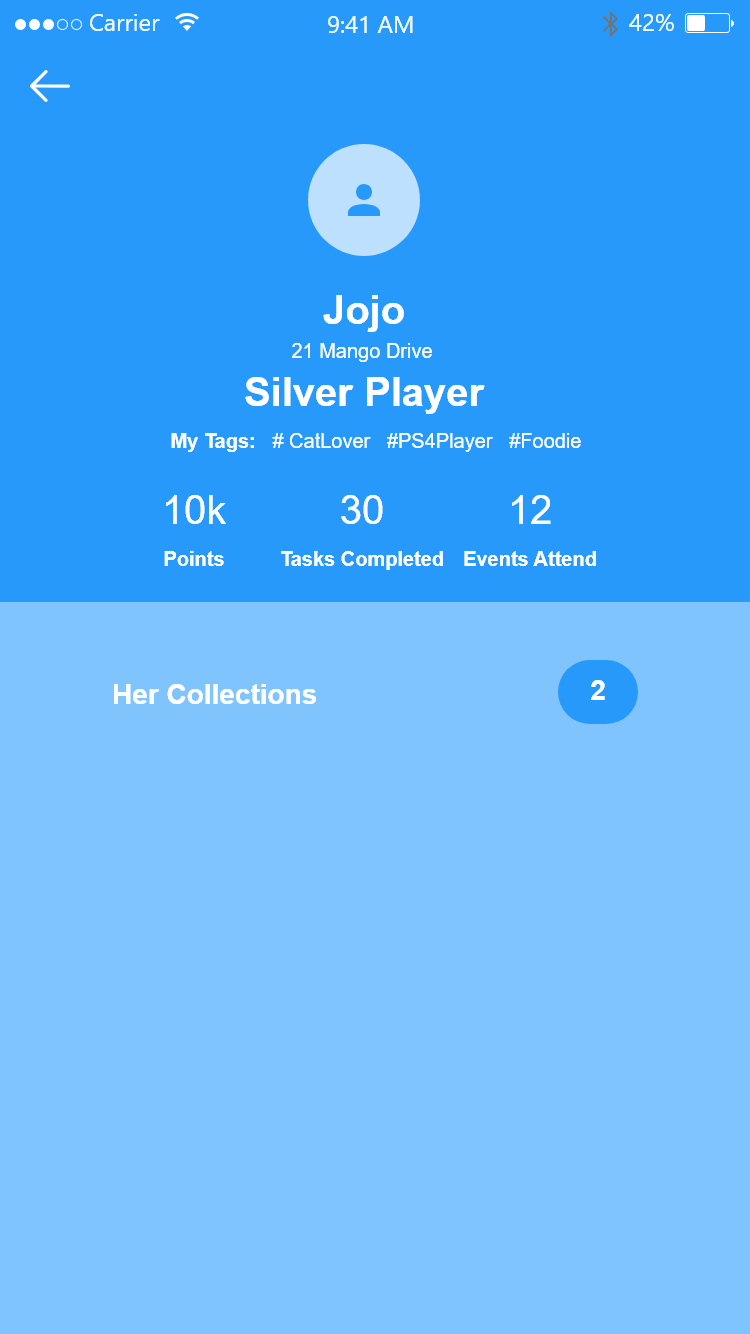 Carrier 9:41 AM 42%
Jojo
21 Mango Drive
Silver Player
My Tags: # CatLover #PS4Player #Foodie
10k 30 12
Points Tasks Completed Events Attend
Her Collections 2